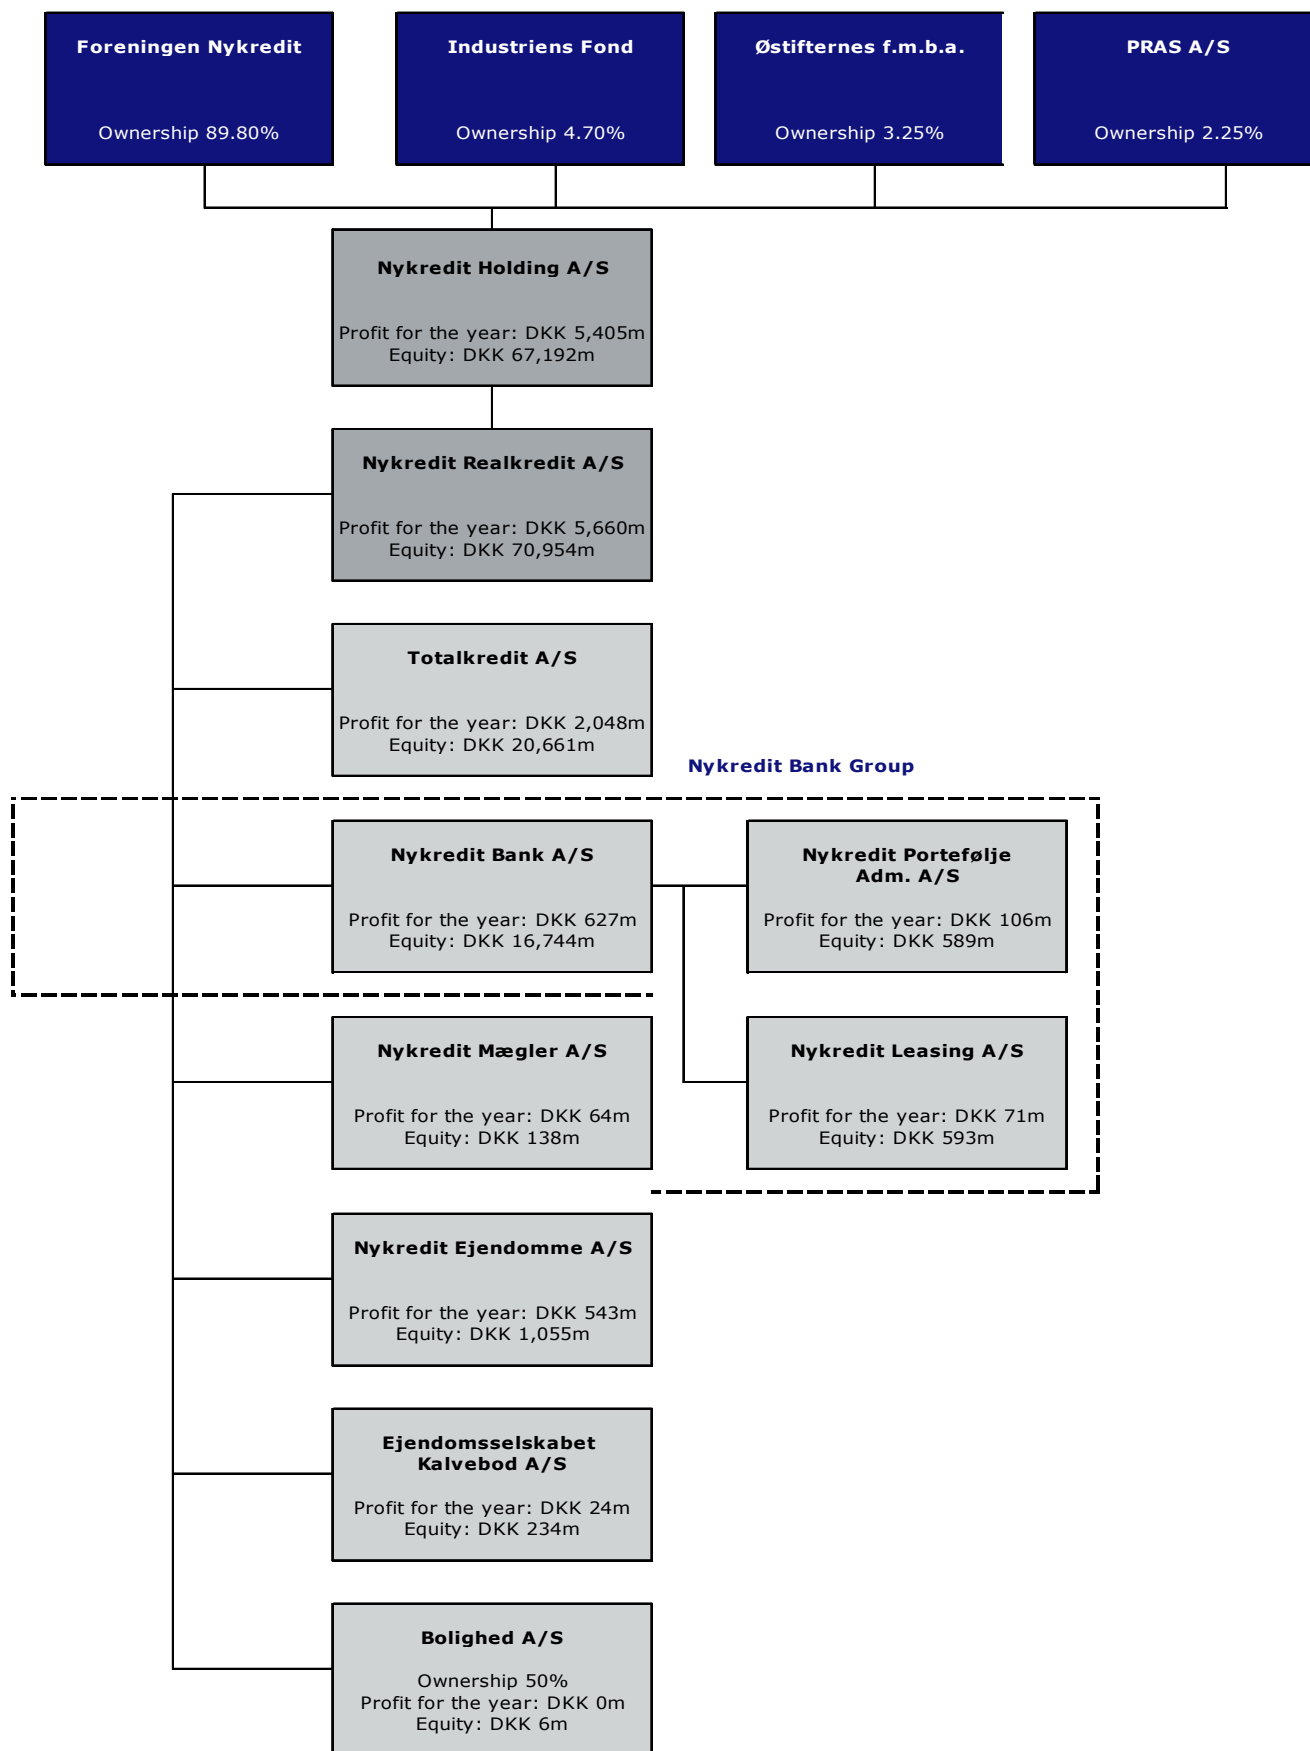 Foreningen Nykredit
Ownership 89.80%
Industriens Fond
Ownership 4.70%
Østifternes f.m.b.a.
Ownership 3.25%
PRAS A/S
Ownership 2.25%
Nykredit Holding A/S
Profit for the year: DKK 5,405m
Equity: DKK 67,192m
Nykredit Realkredit A/S
Profit for the year: DKK 5,660m
Equity: DKK 70,954m
Totalkredit A/S
Profit for the year: DKK 2,048m
Equity: DKK 20,661m
Nykredit Bank Group
Nykredit Bank A/S
Profit for the year: DKK 627m
Equity: DKK 16,744m
Nykredit Portefølje
Adm. A/S
Profit for the year: DKK 106m
Equity: DKK 589m
Nykredit Mægler A/S
Profit for the year: DKK 64m
Equity: DKK 138m
Nykredit Leasing A/S
Profit for the year: DKK 71m
Equity: DKK 593m
Nykredit Ejendomme A/S
Profit for the year: DKK 543m
Equity: DKK 1,055m
Ejendomsselskabet
Kalvebod A/S
Profit for the year: DKK 24m
Equity: DKK 234m
Bolighed A/S
Ownership 50%
Profit for the year: DKK 0m
Equity: DKK 6m